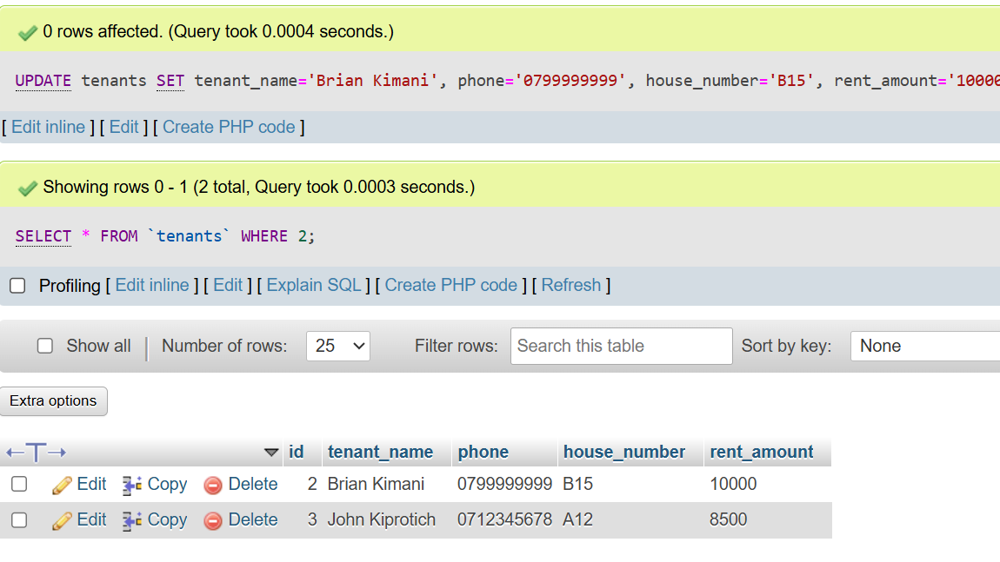 0 rows affected. (Query took 0.0004 seconds.)
UPDATE tenants SET tenant_name='Brian Kimani', phone='0799999999', house_number='B15', rent_amount='10000
[ Edit inline ] [ Edit ] [ Create PHP code ]
Showing rows 0 - 1 (2 total, Query took 0.0003 seconds.)
SELECT * FROM `tenants` WHERE 2;
Profiling [ Edit inline ] [ Edit ] [ Explain SQL ] [ Create PHP code ] [ Refresh ]
Show all | Number of rows: 25 Filter rows: Search this table Sort by key: None
Extra options
id tenant_name phone house_number rent_amount
Edit Copy Delete 2 Brian Kimani 0799999999 B15 10000
Edit Copy Delete 3 John Kiprotich 0712345678 A12 8500